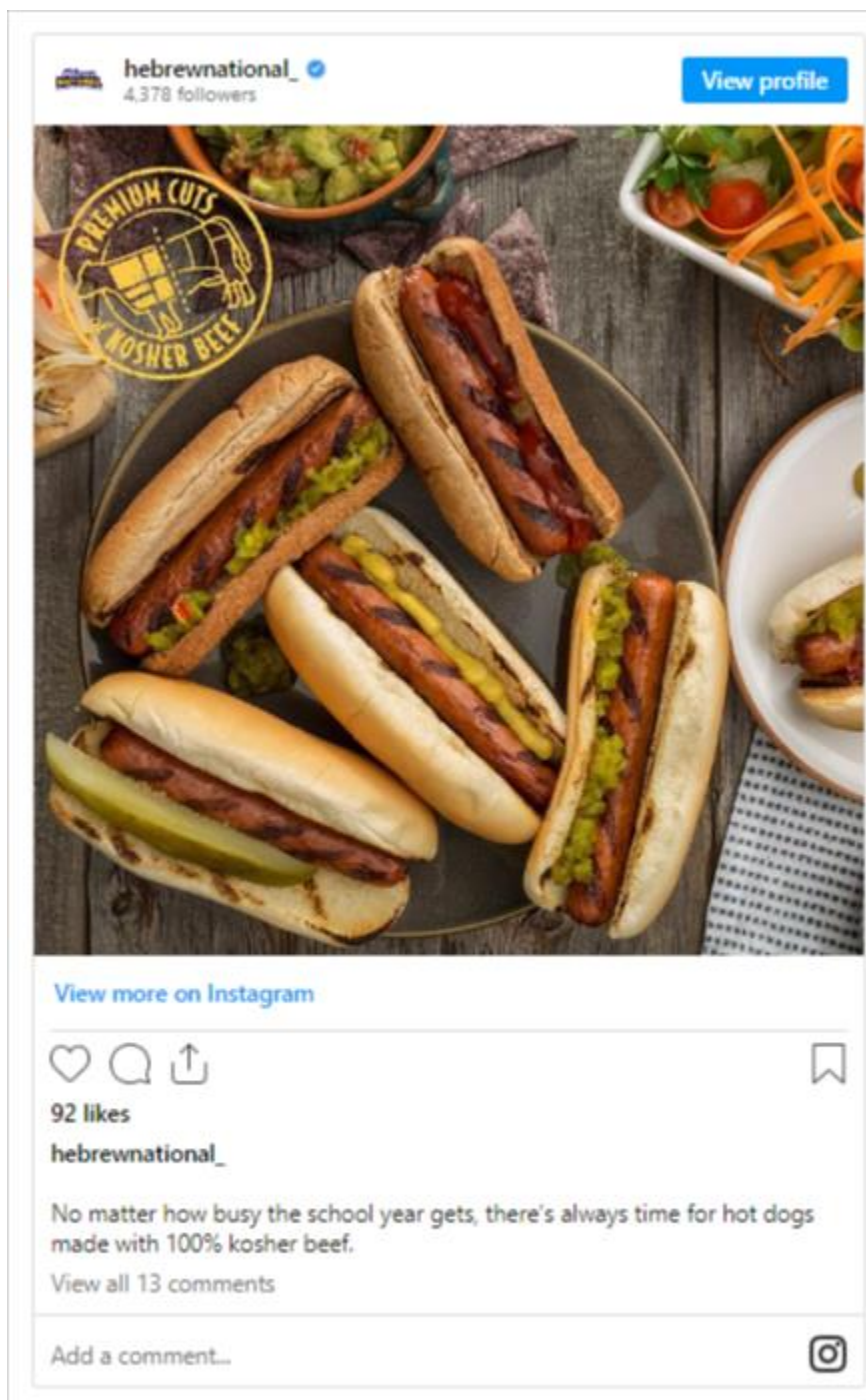 hebrewnational_
4,378 followers
View profile
PREMIUM CUTS
of KOSHER BEEF
View more on Instagram
92 likes
hebrewnational_
No matter how busy the school year gets, there's always time for hot dogs
made with 100% kosher beef.
View all 13 comments
Add a comment...